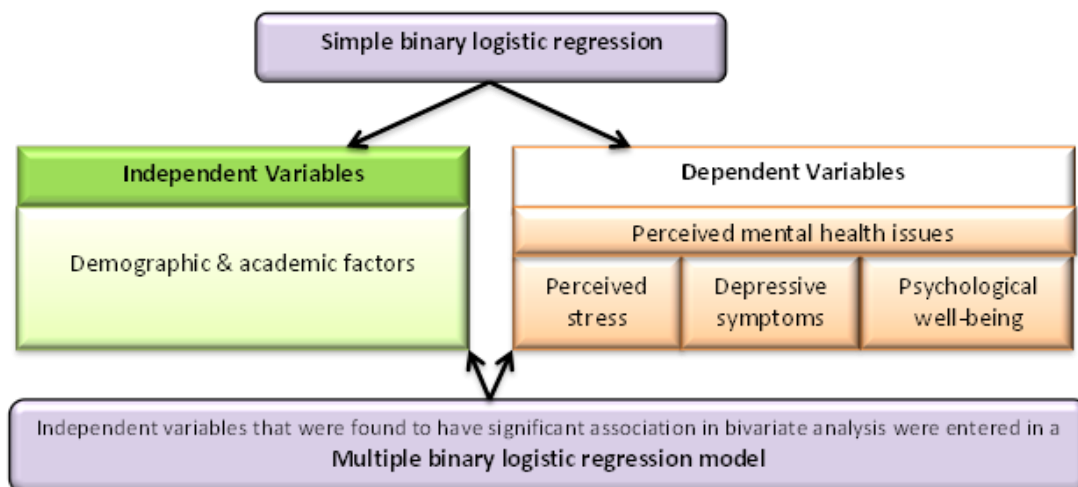 Simple binary logistic regression
Independent Variables
Demographic & academic factors
Dependent Variables
Perceived mental health issues
Perceived
stress
Depressive
symptoms
Psychological
well-being
Independent variables that were found to have significant association in bivariate analysis were entered in a
Multiple binary logistic regression model